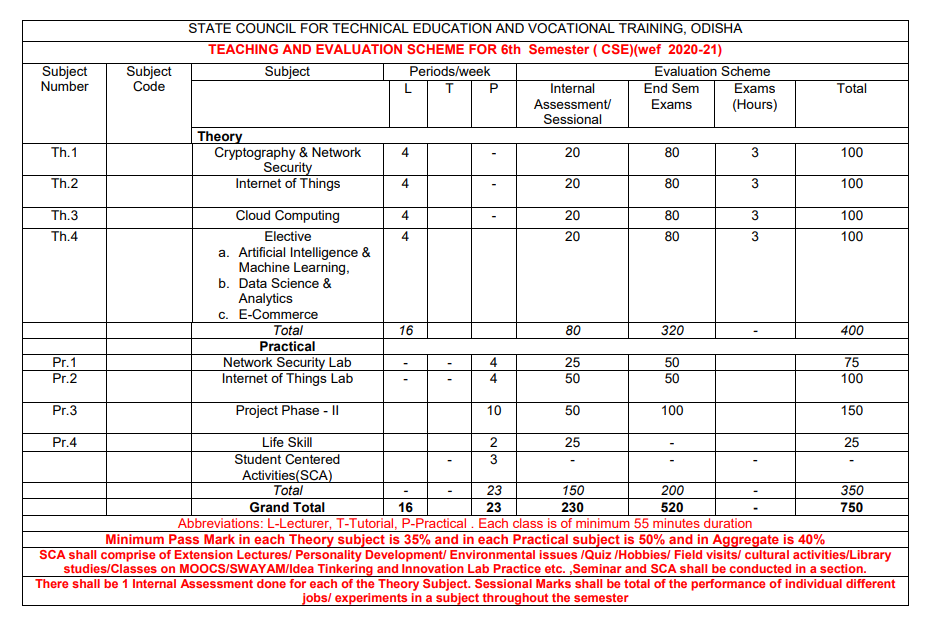 STATE COUNCIL FOR TECHNICAL EDUCATION AND VOCATIONAL TRAINING, ODISHA
TEACHING AND EVALUATION SCHEME FOR 6th Semester ( CSE)(wef 2020-21)
Subject Number Subject Code Subject Periods/week Evaluation Scheme
L T P Internal Assessment/ Sessional End Sem Exams Exams (Hours) Total
Theory
Th.1 Cryptography & Network 4 - 20 80 3 100
Security
Th.2 Internet of Things 4 - 20 80 3 100
Th.3 Cloud Computing 4 - 20 80 3 100
Th.4 Elective 4 20 80 3 100
a. Artificial Intelligence &
Machine Learning,
b. Data Science &
Analytics
c. E-Commerce
Total 16 80 320 - 400
Practical
Pr.1 Network Security Lab - - 4 25 50 75
Pr.2 Internet of Things Lab - - 4 50 50 100
Pr.3 Project Phase - II 10 50 100 150
Pr.4 Life Skill 2 25 - 25
Student Centered - 3 - - - -
Activities(SCA)
Total - - 23 150 200 - 350
Grand Total 16 23 230 520 - 750
Abbreviations: L-Lecturer, T-Tutorial, P-Practical . Each class is of minimum 55 minutes duration
Minimum Pass Mark in each Theory subject is 35% and in each Practical subject is 50% and in Aggregate is 40%
SCA shall comprise of Extension Lectures/ Personality Development/ Environmental issues /Quiz /Hobbies/ Field visits/ cultural activities/Library
studies/Classes on MOOCS/SWAYAM/Idea Tinkering and Innovation Lab Practice etc. ,Seminar and SCA shall be conducted in a section.
There shall be 1 Internal Assessment done for each of the Theory Subject. Sessional Marks shall be total of the performance of individual different
jobs/ experiments in a subject throughout the semester